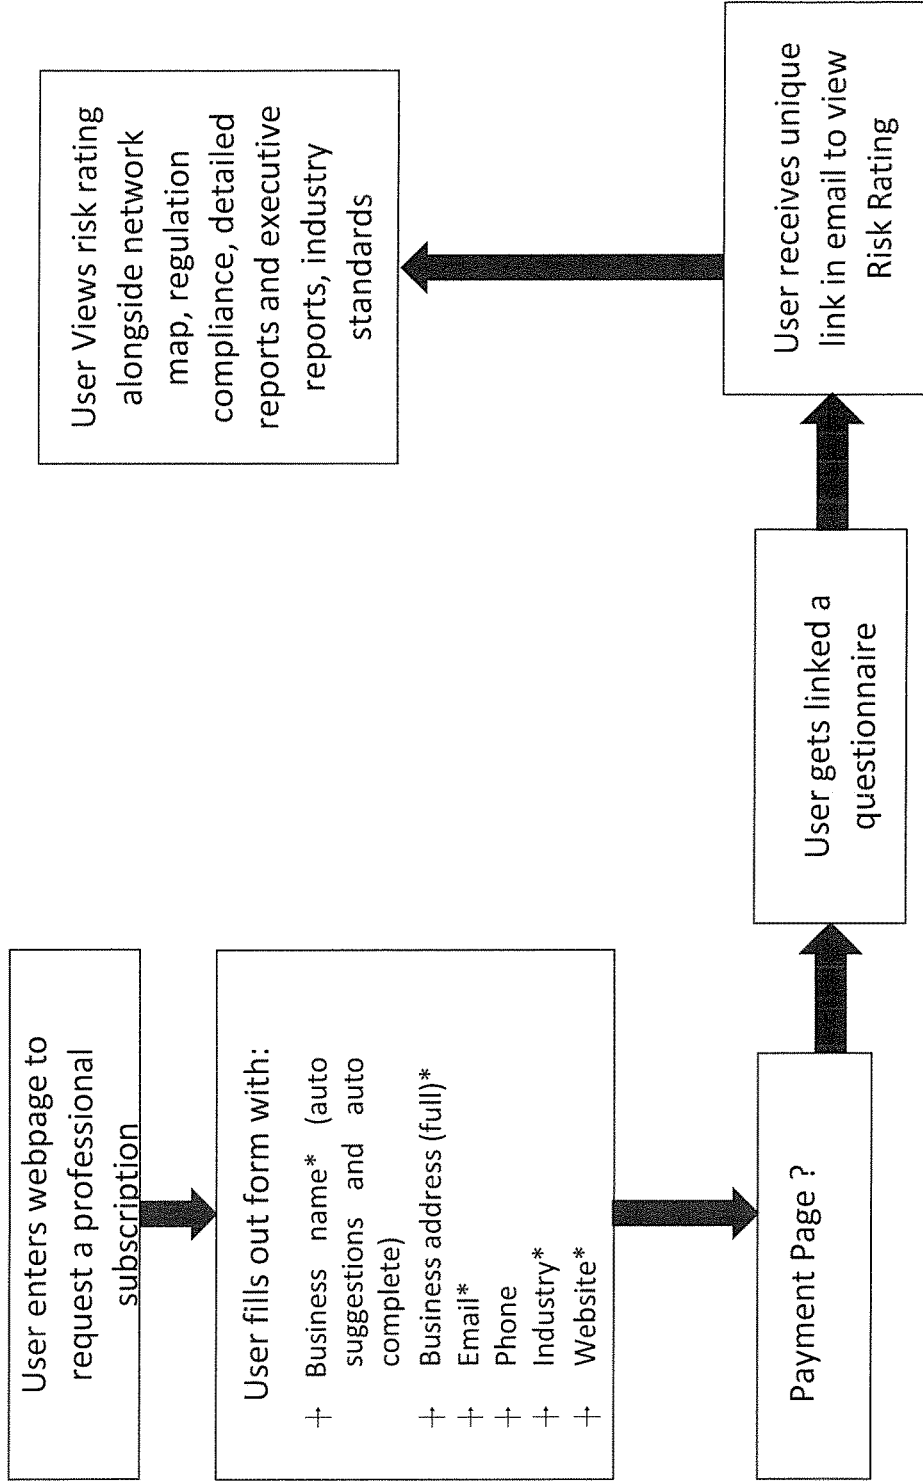 User enters webpage to
request a professional
subscription
User fills out form with:
Business name* (auto
suggestions and auto
complete)
Business address (full)*
Email*
Phone
Industry*
Website*
Payment Page ?
User gets linked a
questionnaire
User receives unique
link in email to view
Risk Rating
User Views risk rating
alongside network
map, regulation
compliance, detailed
reports and executive
reports, industry
standards